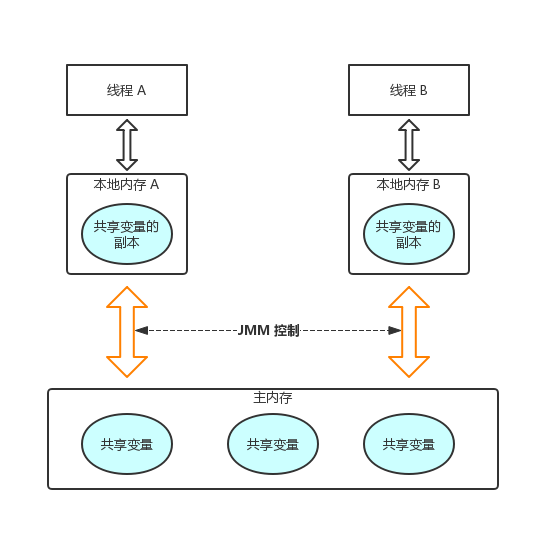 线程 A
线程 B
本地内存 A
本地内存 B
共享变量的
副本
共享变量的
副本
JMM 控制
主内存
共享变量
共享变量
共享变量